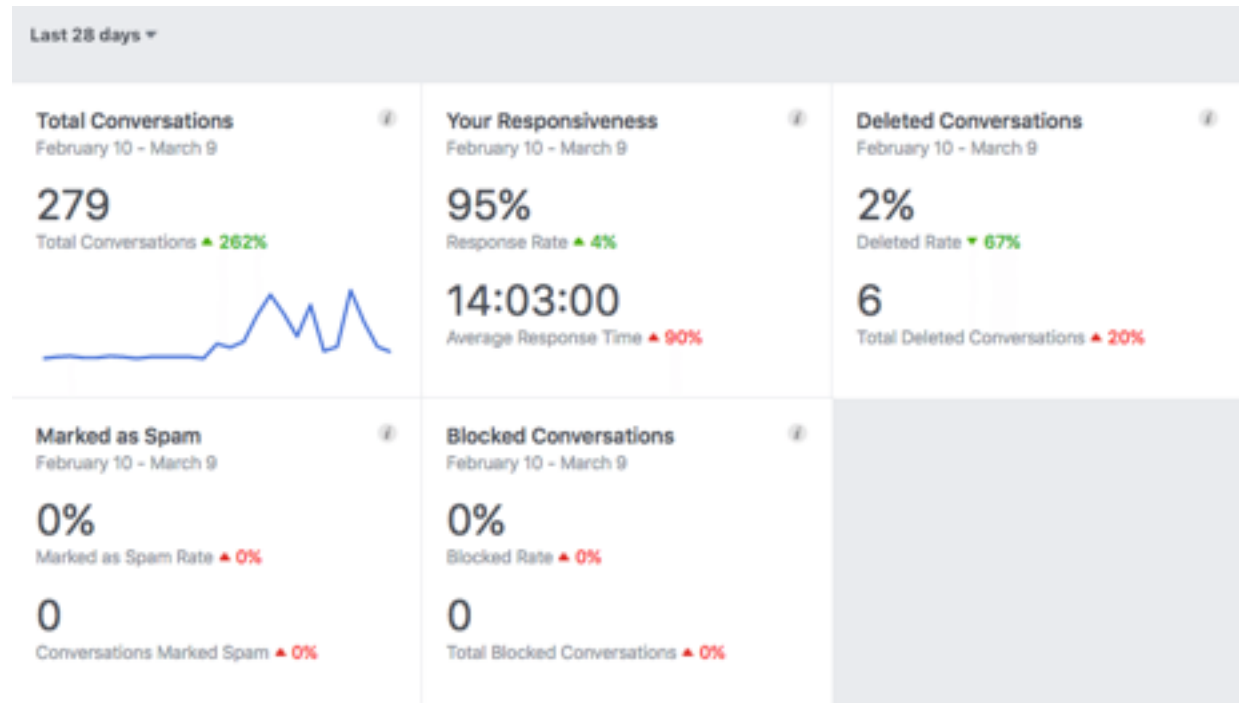 Last 28 days
Total Conversations
February 10 - March 9
279
Total Conversations 262%
Your Responsiveness
February 10 - March 9
95%
Response Rate 4%
14:03:00
Average Response Time 90%
Deleted Conversations
February 10 - March 9
2%
Deleted Rate 67%
6
Total Deleted Conversations 20%
Marked as Spam
February 10 - March 9
0%
Marked as Spam Rate 0%
0
Conversations Marked Spam 0%
Blocked Conversations
February 10 - March 9
0%
Blocked Rate 0%
0
Total Blocked Conversations 0%